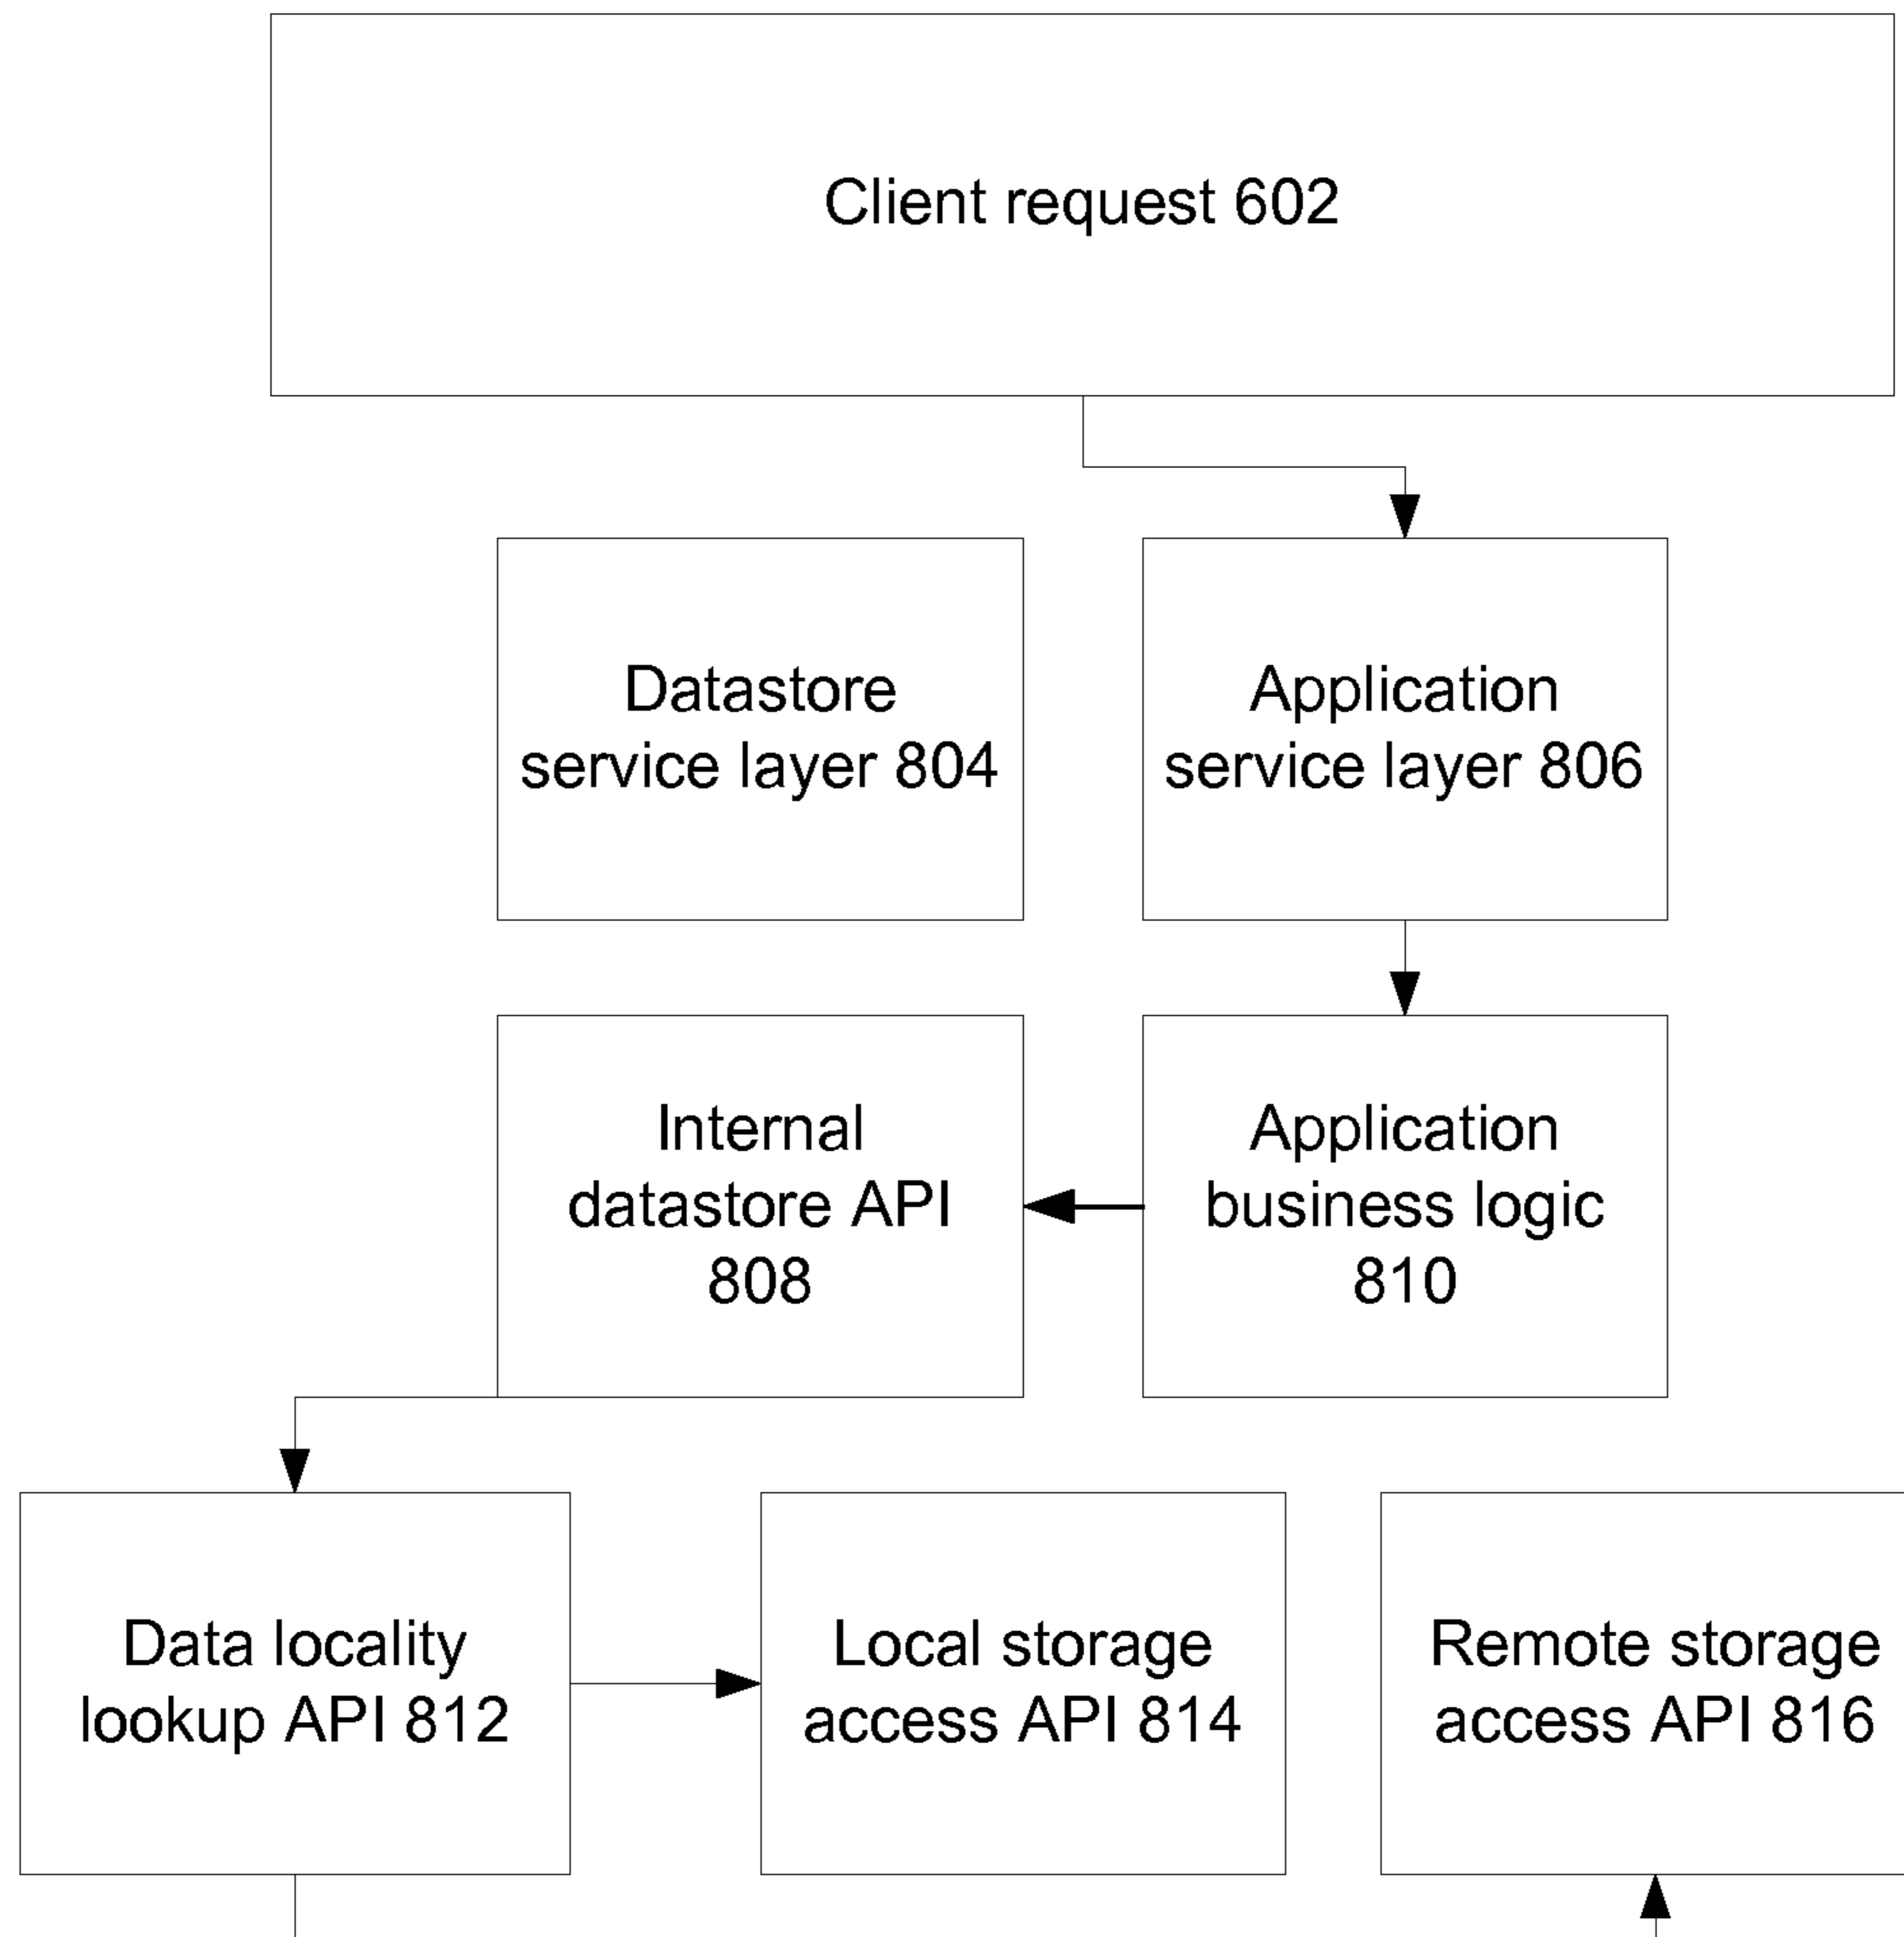 Client request 602
Datastore
service layer 804
Application
service layer 806
Internal
datastore API
808
Application
business logic
810
Data locality
lookup API 812
Local storage
access API 814
Remote storage
access API 816